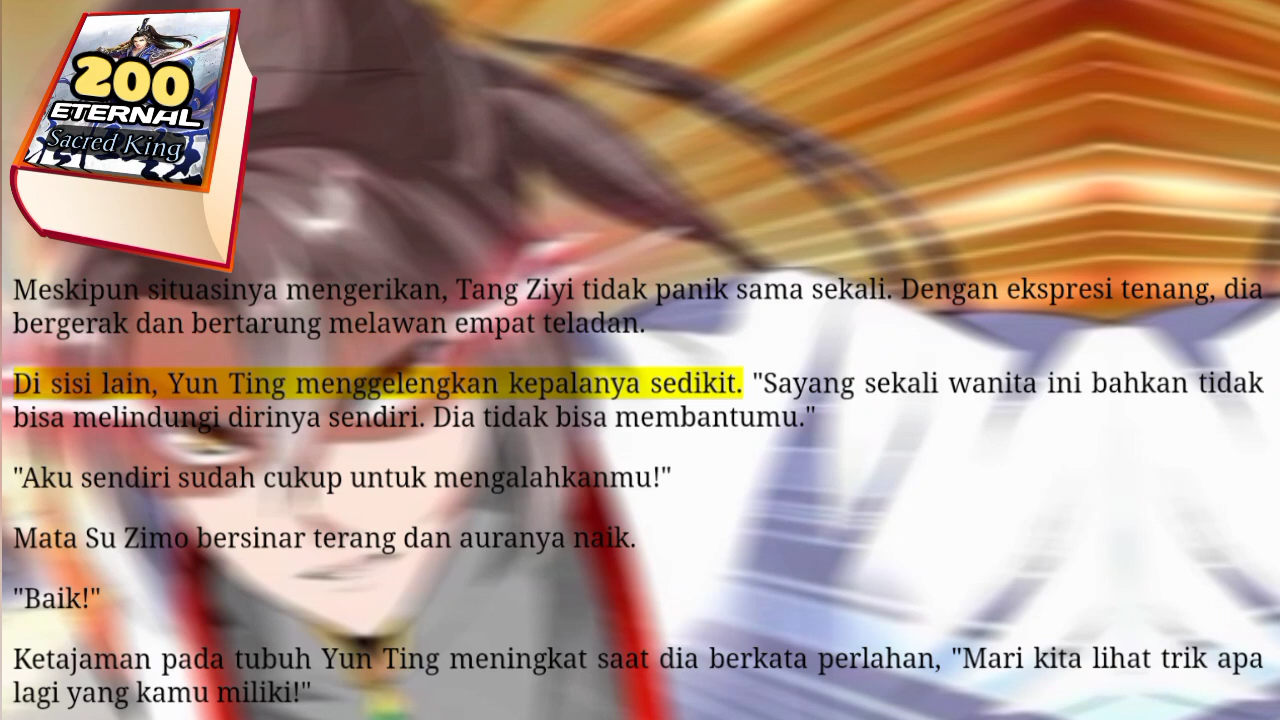 200
ETERNAL
Sacred King
Meskipun situasinya mengerikan, Tang Ziyi tidak panik sama sekali. Dengan ekspresi tenang, dia
bergerak dan bertarung melawan empat teladan.
Di sisi lain, Yun Ting menggelengkan kepalanya sedikit. "Sayang sekali wanita ini bahkan tidak
bisa melindungi dirinya sendiri. Dia tidak bisa membantumu."
"Aku sendiri sudah cukup untuk mengalahkanmu!"
Mata Su Zimo bersinar terang dan auranya naik.
"Baik!"
Ketajaman pada tubuh Yun Ting meningkat saat dia berkata perlahan, "Mari kita lihat trik apa
lagi yang kamu miliki!"